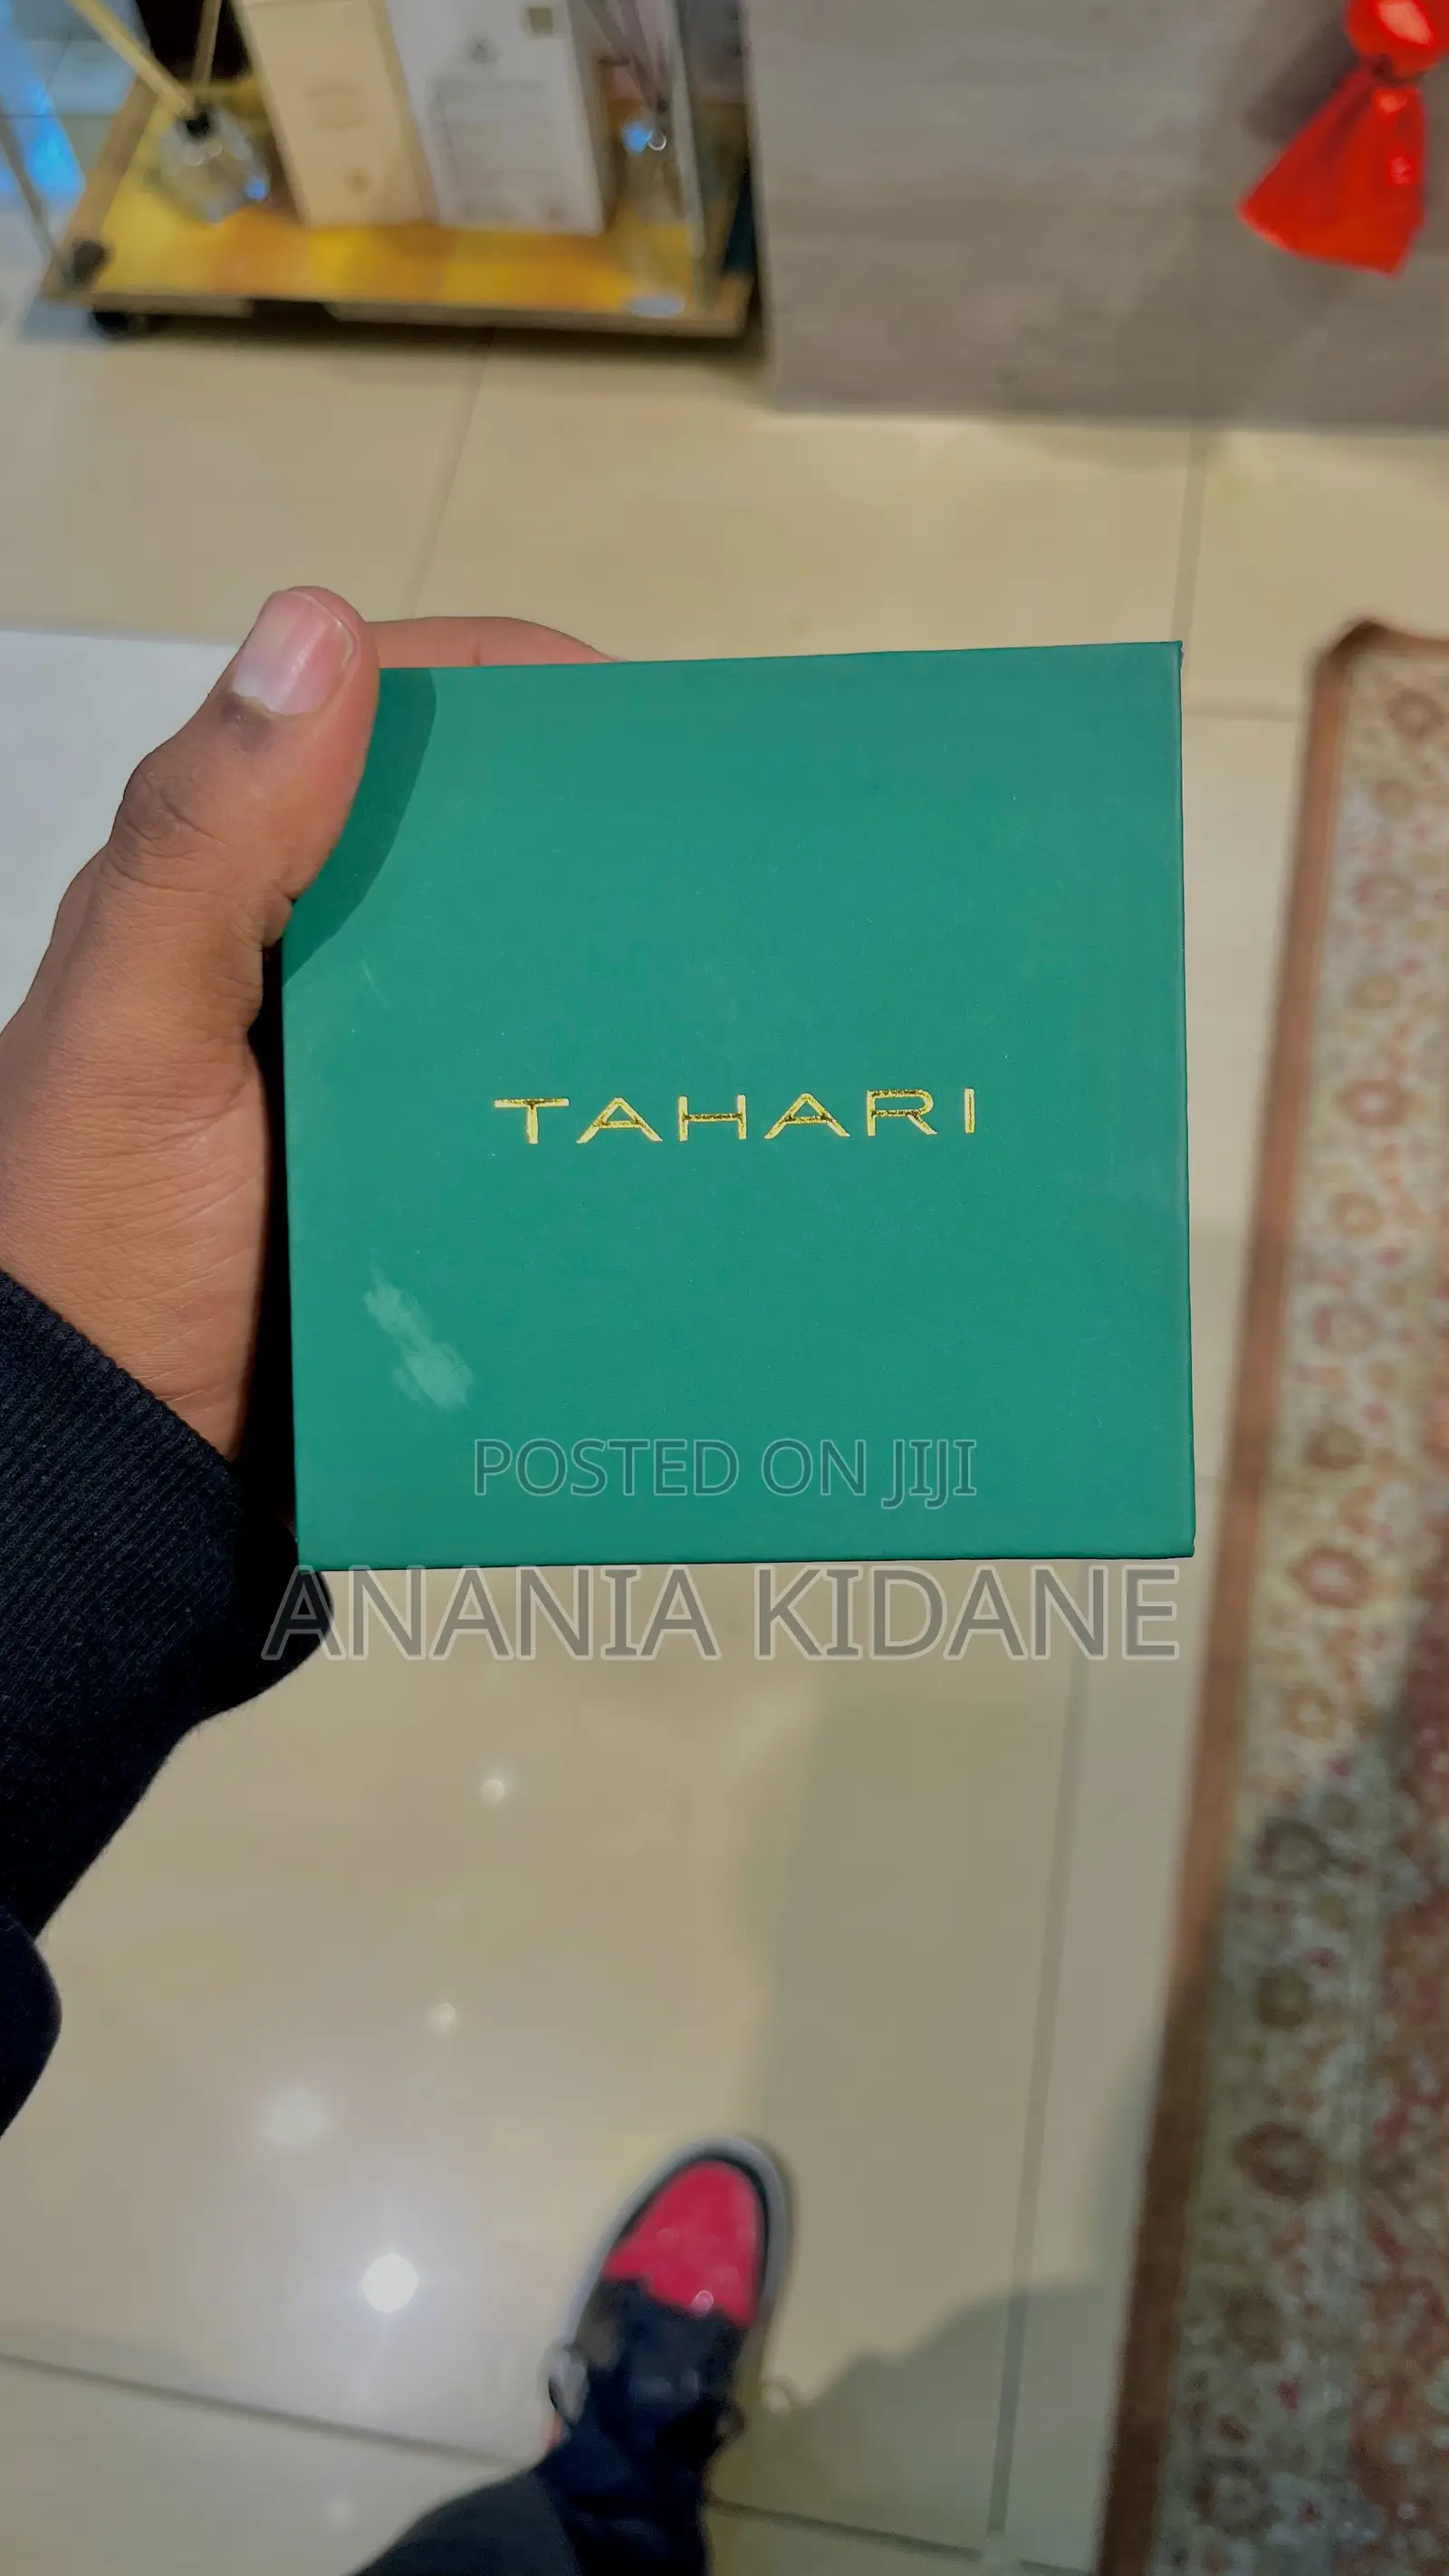 TAHARI
POSTED ON JIJI
ANANIA KIDANE